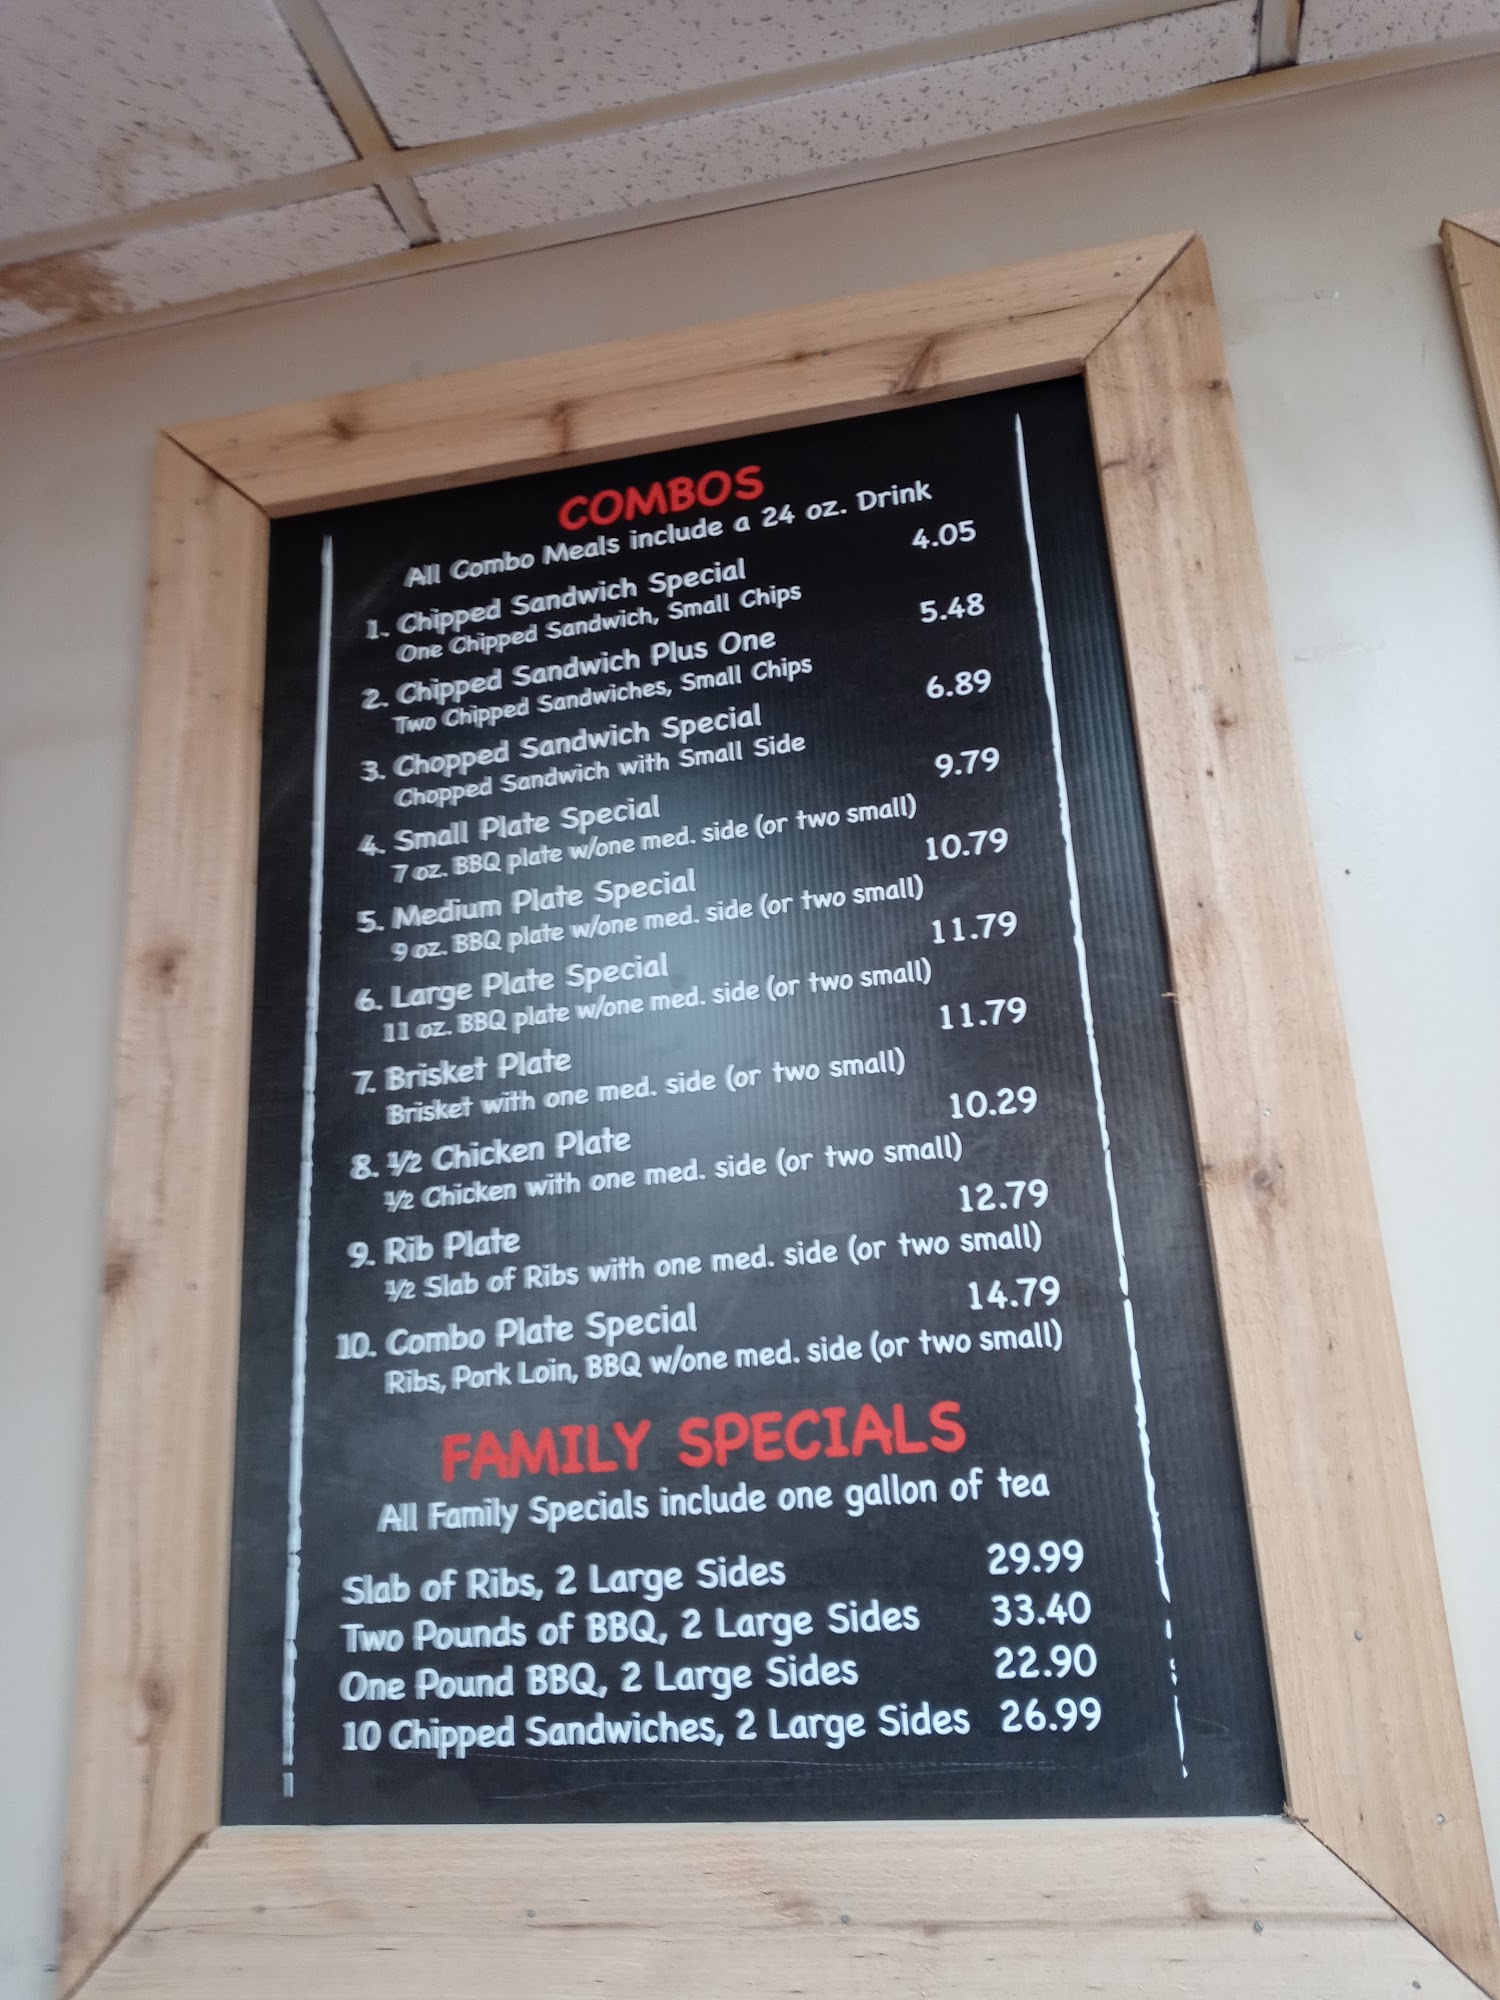 COMBOS
All Combo Meals include a 24 oz. Drink
1. Chipped Sandwich Special 4.05
One Chipped Sandwich, Small Chips
2. Chipped Sandwich Plus One 5.48
Two Chipped Sandwiches, Small Chips
3. Chopped Sandwich Special 6.89
Chopped Sandwich with Small Side
4. Small Plate Special 9.79
7 oz. BBQ plate w/one med. side (or two small)
5. Medium Plate Special 10.79
9 oz. BBQ plate w/one med. side (or two small)
6. Large Plate Special 11.79
11 oz. BBQ plate w/one med. side (or two small)
7. Brisket Plate 11.79
Brisket with one med. side (or two small)
8. 1/2 Chicken Plate 10.29
1/2 Chicken with one med. side (or two small)
9. Rib Plate 12.79
1/2 Slab of Ribs with one med. side (or two small)
10. Combo Plate Special 14.79
Ribs, Pork Loin, BBQ w/one med. side (or two small)
FAMILY SPECIALS
All Family Specials include one gallon of tea
Slab of Ribs, 2 Large Sides 29.99
Two Pounds of BBQ, 2 Large Sides 33.40
One Pound BBQ, 2 Large Sides 22.90
10 Chipped Sandwiches, 2 Large Sides 26.99